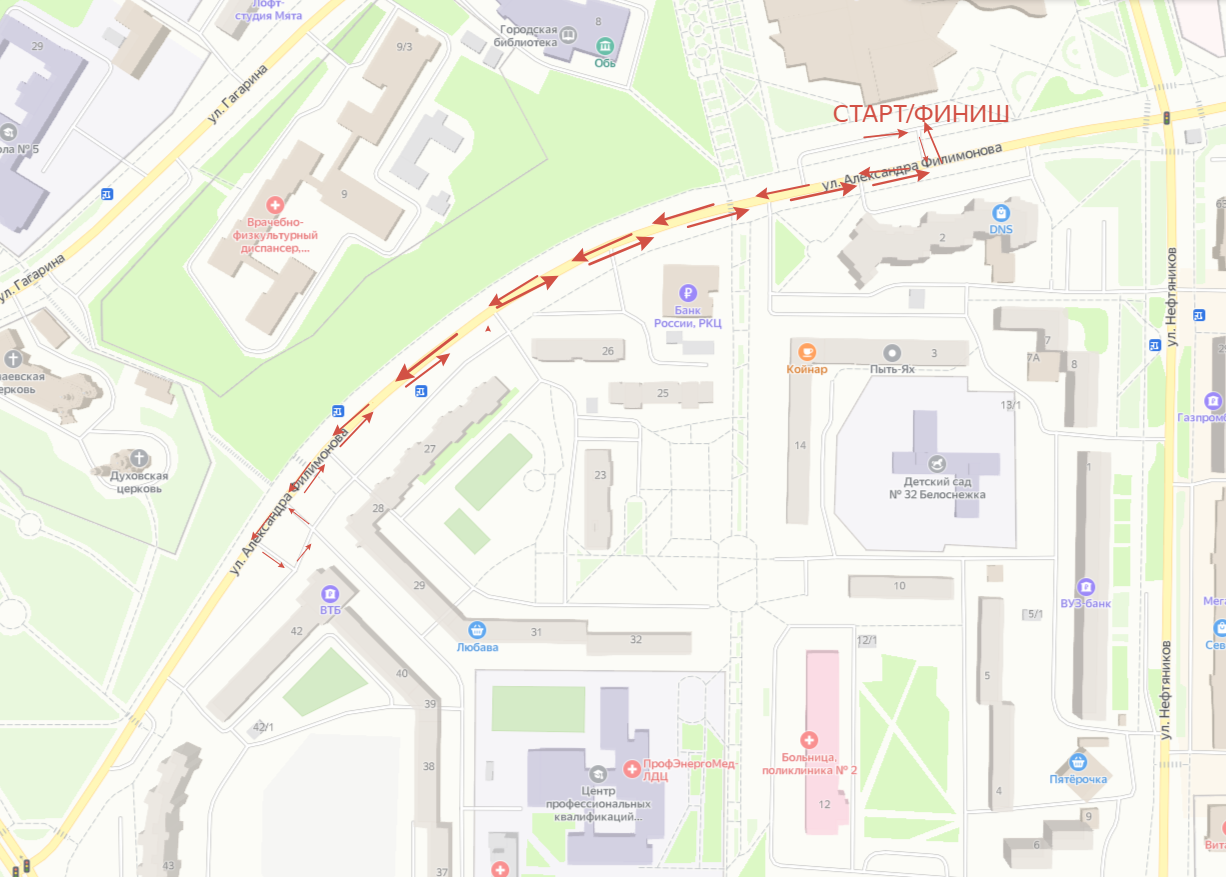 Лофт-
студия Мята
29
9/3
Городская
библиотека
8
Обь
ул. Гагарина
СТАРТ/ФИНИШ
ула № 5
ул. Александра Филимонова
9
Врачебно-
физкультурный
диспансер,...
2
DNS
ул. Гагарина
ул. Нефтяников
Банк
России, РКЦ
26
Койнар
3
Пыть-Ях
7
7А
8
25
13/1
Газпромб
ул. Александра Филимонова
27
14
23
1
Духовская
церковь
Детский сад
№ 32 Белоснежка
28
29
10
ВТБ
42
ВУЗ-банк
5/1
Мега
Сев
31
32
Любава
12/1
40
39
5
ул. Нефтяников
42/1
38
Больница,
поликлиника № 2
ПрофЭнергоМед-
ЛДЦ
Центр
профессиональных
квалификаций...
Пятёрочка
12
4
9
6
43
37
Вита